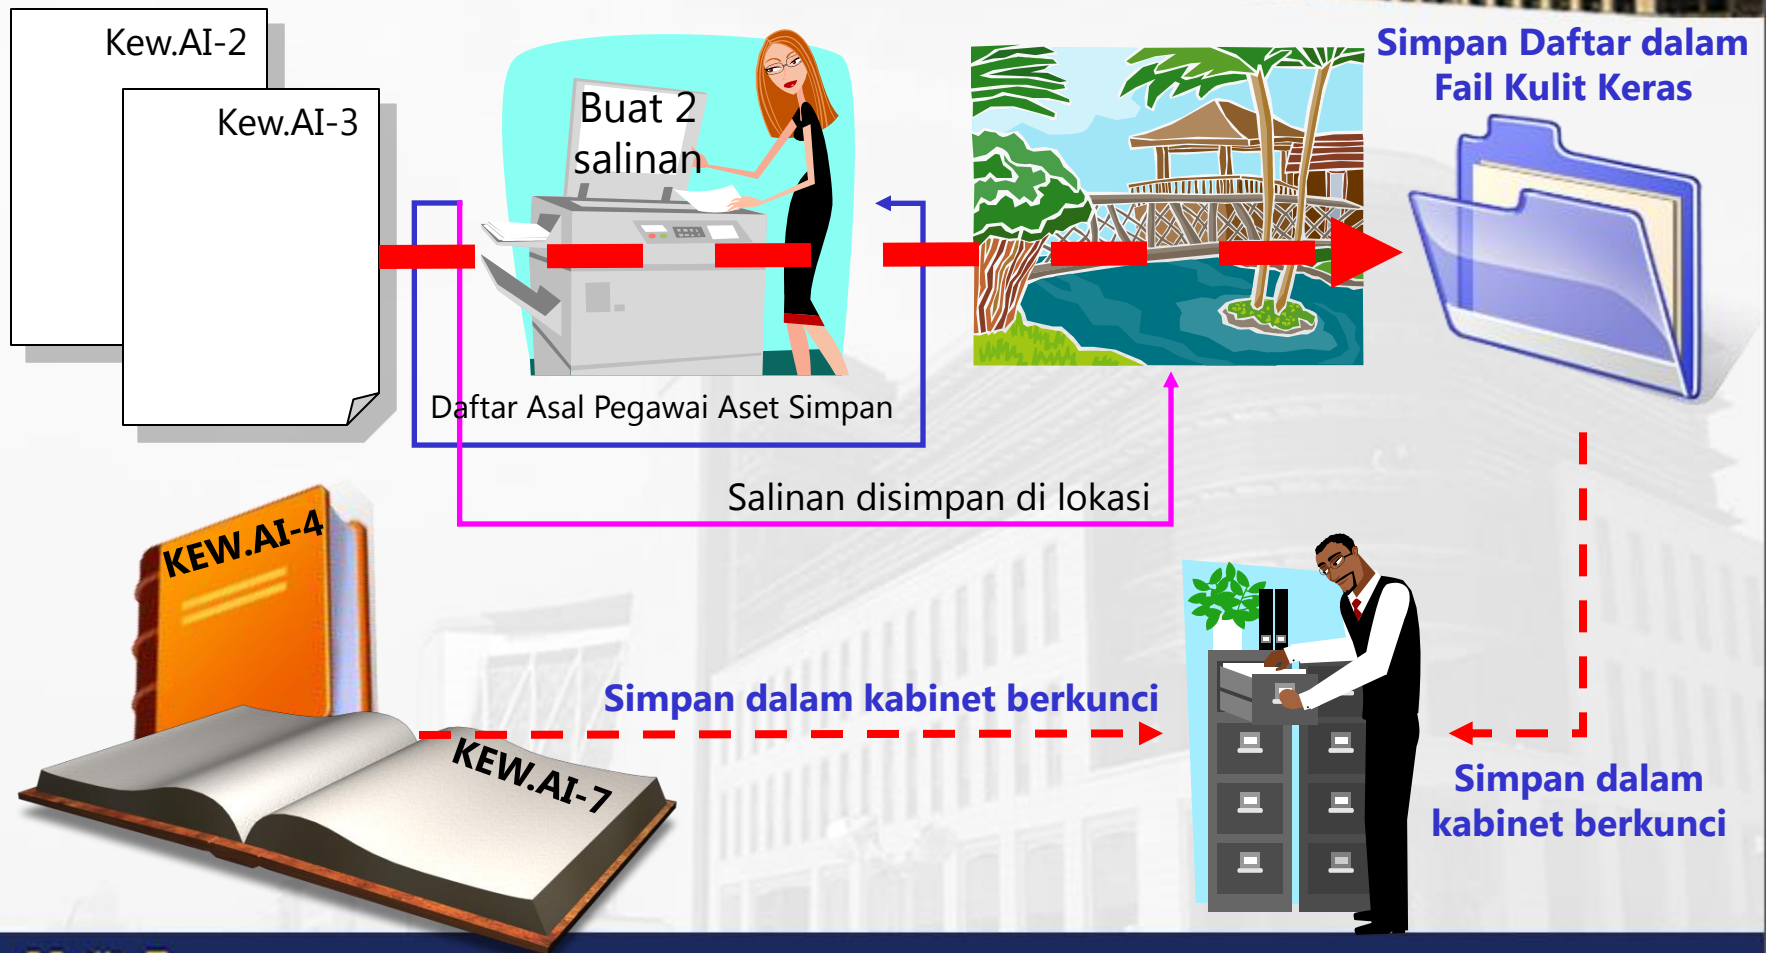 Kew.AI-2
Kew.AI-3
Buat 2
salinan
Simpan Daftar dalam
Fail Kulit Keras
Daftar Asal Pegawai Aset Simpan
Salinan disimpan di lokasi
KEW.AI-4
KEW.AI-7
Simpan dalam kabinet berkunci
Simpan dalam
kabinet berkunci